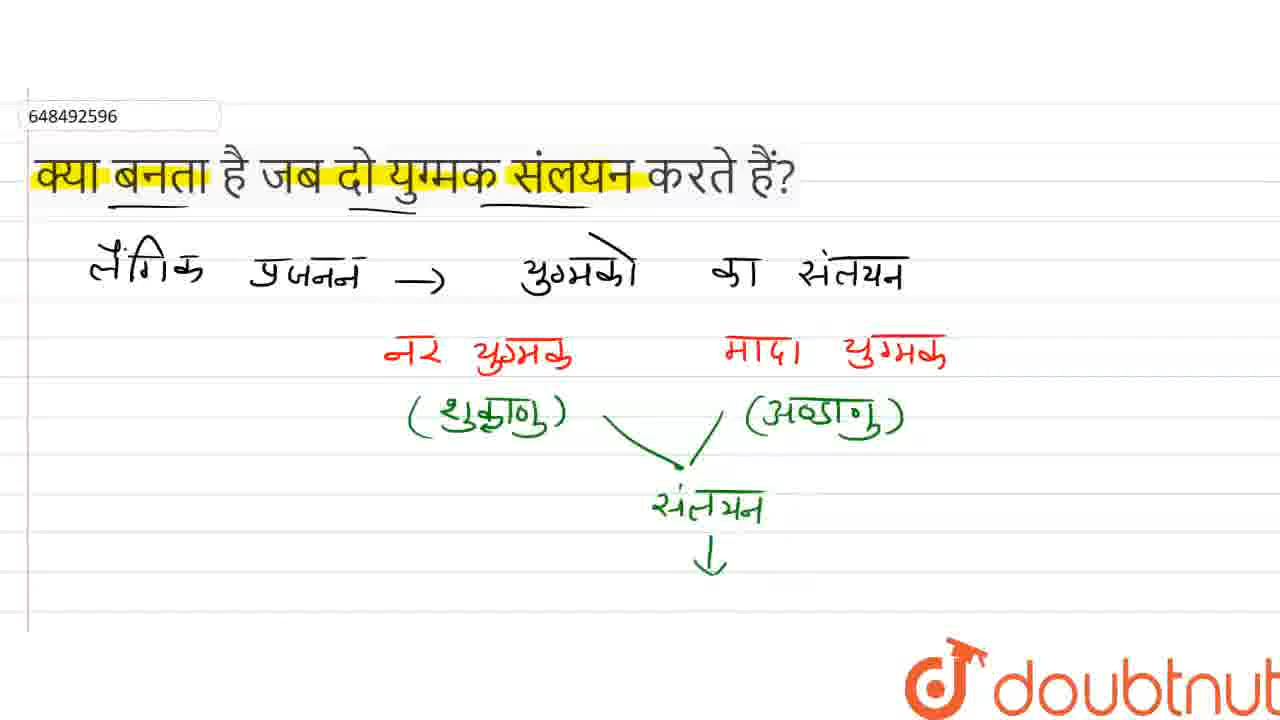 648492596
क्या बनता है जब दो युग्मक संलयन करते हैं?
लैंगिक प्रजनन → युग्मको का संलयन
नर युग्मक मादा युग्मक
(शुक्राणु) (अण्डाणु)
संलयन
↓
doubtnut